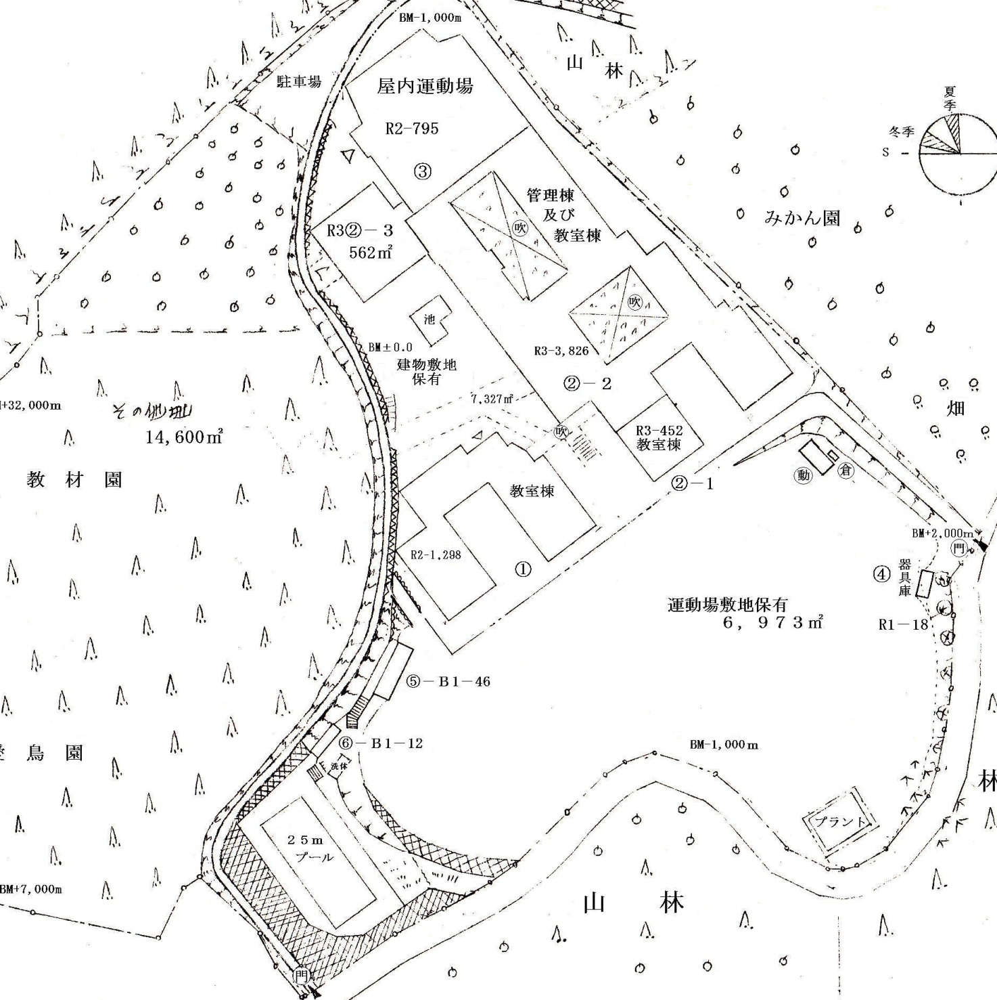 BM-1,000m
山林
駐車場
屋内運動場
R2-795
③
夏季
冬季
S
管理棟
及び
教室棟
吹
みかん園
R3②-3
562㎡
吹
池
BM±0.0
建物敷地
保有
R3-3,826
②-2
7,327㎡
+32,000m
その他地
14,600㎡
畑
吹
R3-452
教室棟
②-1
動
倉
教材園
教室棟
R2-1,298
①
BM+2,000m
門
④
器具庫
R1-18
運動場敷地保有
6,973㎡
⑤-B1-46
⑥-B1-12
洗体
BM-1,000m
鳥園
林
プラント
25m
プール
BM+7,000m
山林
門